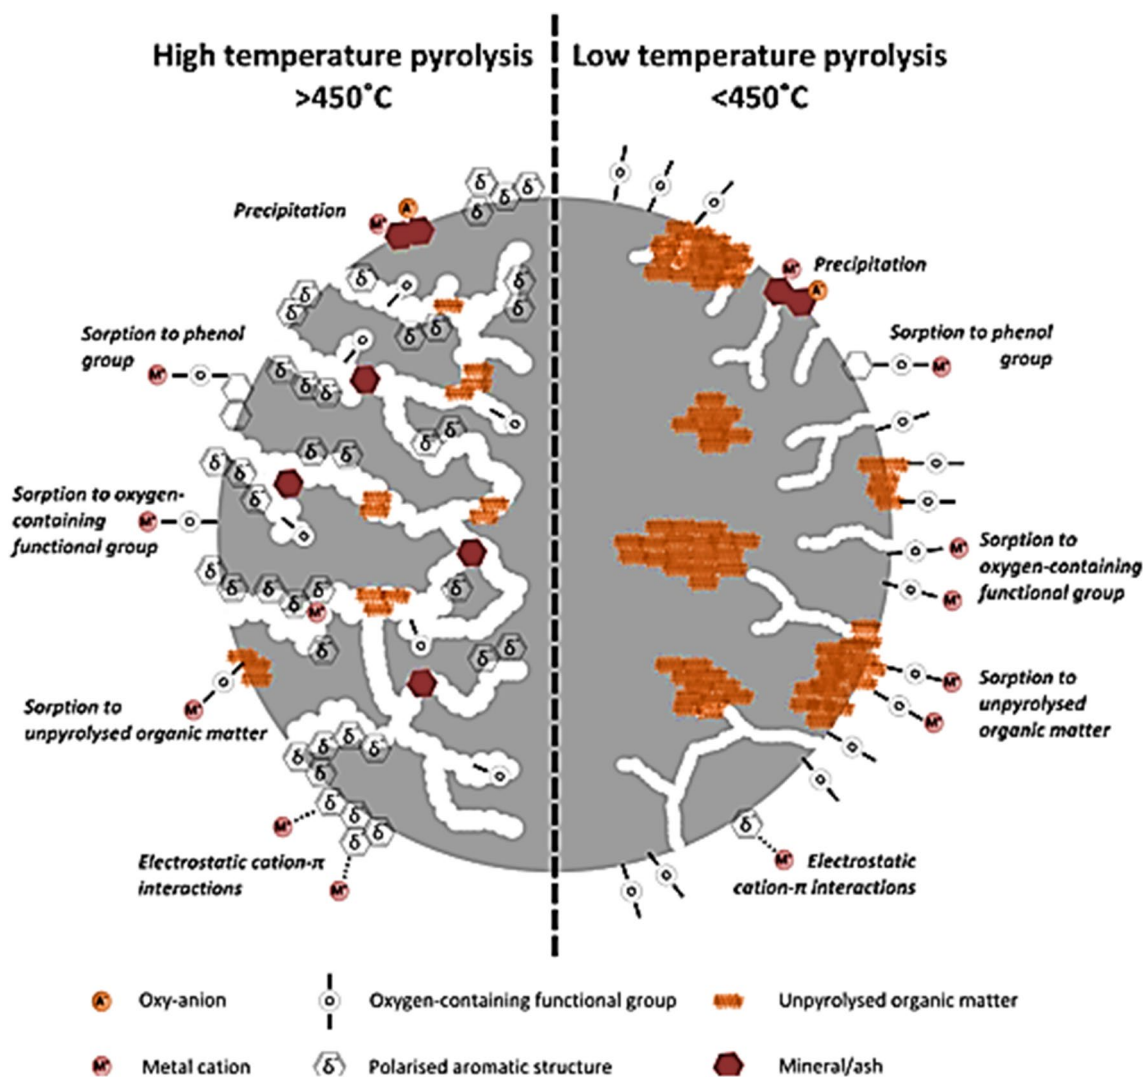 High temperature pyrolysis
>450°C
Low temperature pyrolysis
<450°C
Precipitation
Sorption to phenol
group
Sorption to oxygen-
containing
functional group
Sorption to
unpyrolysed organic matter
Electrostatic cation-π
interactions
Precipitation
Sorption to phenol
group
Sorption to
oxygen-containing
functional group
Sorption to
unpyrolysed
organic matter
Electrostatic
cation-π interactions
A⁻ Oxy-anion
O Oxygen-containing functional group
Unpyrolysed organic matter
M⁺ Metal cation
δ⁻ Polarised aromatic structure
Mineral/ash